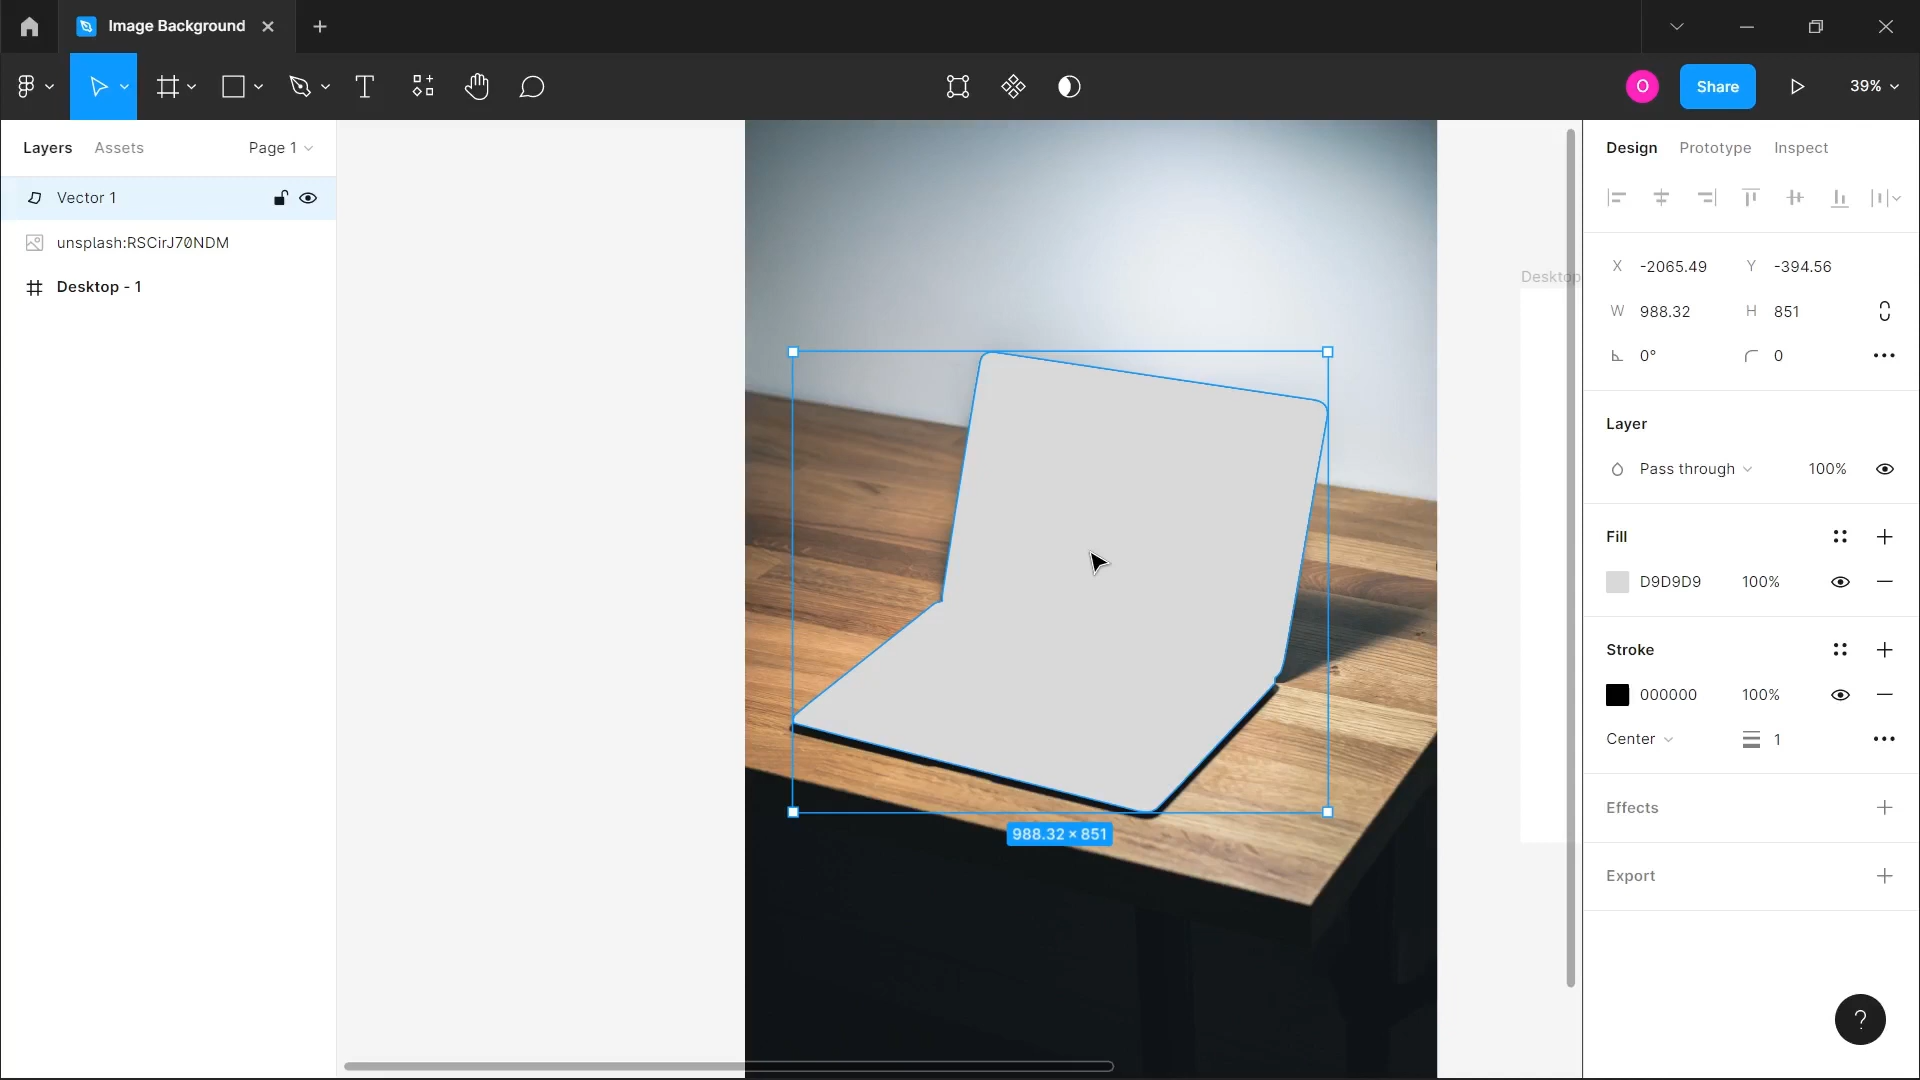 Image Background
O
Share
39%
Layers
Assets
Page 1
Design
Prototype
Inspect
Vector 1
unsplash:RSCirJ70NDM
Desktop - 1
Desktop
X -2065.49
Y -394.56
W 988.32
H 851
0°
0
Layer
Pass through
100%
Fill
D9D9D9
100%
Stroke
000000
100%
Center
1
Effects
Export
988.32 × 851
?